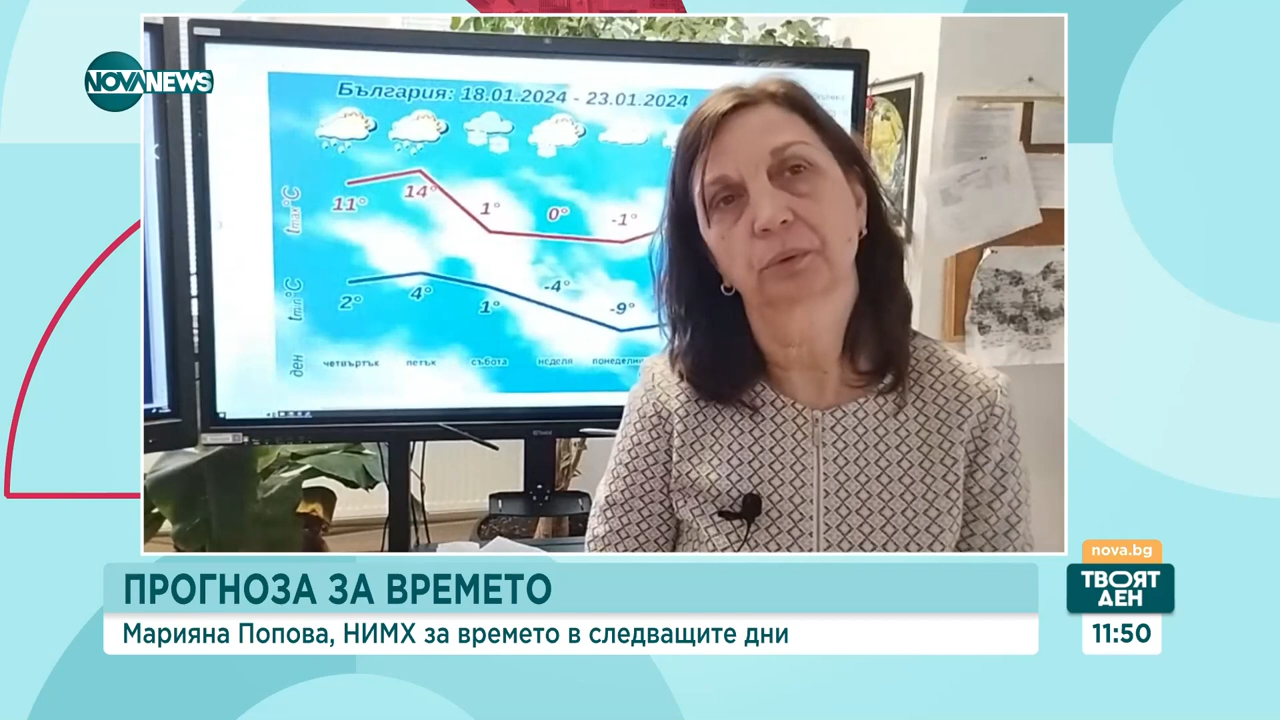 NOVANEWS
България: 18.01.2024 - 23.01.2024
tmax°C
11° 14° 1° 0° -1°
tmin°C
2° 4° 1° -4° -9°
ден четвъртък петък събота неделя
ПРОГНОЗА ЗА ВРЕМЕТО
Марияна Попова, НИМХ за времето в следващите дни
nova.bg
ТВОЯТ
ДЕН
11:50